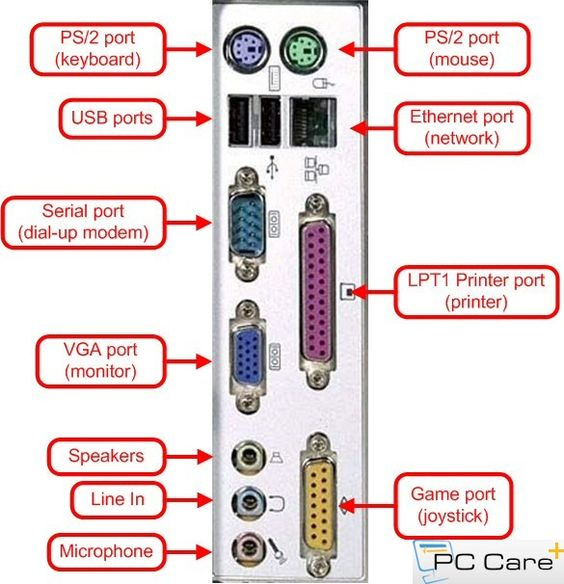 PS/2 port
(keyboard)
PS/2 port
(mouse)
USB ports
Ethernet port
(network)
Serial port
(dial-up modem)
LPT1 Printer port
(printer)
VGA port
(monitor)
Speakers
Line In
Microphone
Game port
(joystick)
PC Care+